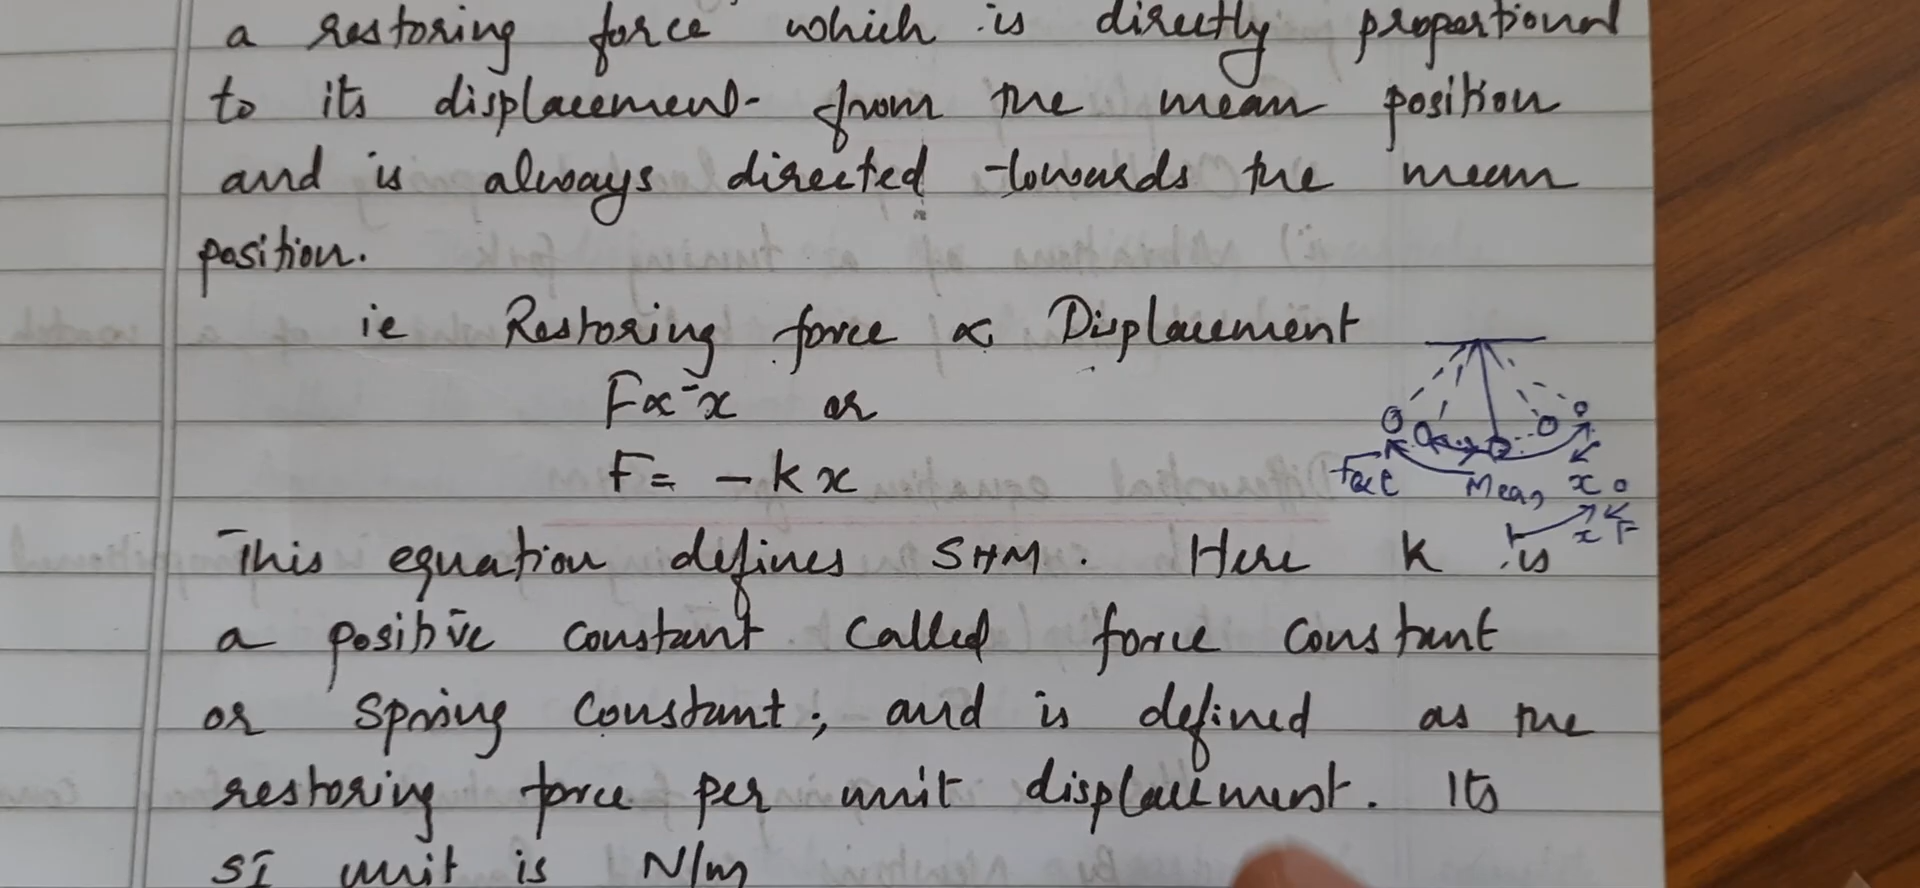 a restoring force which is directly proportional
to its displacement from the mean position
and is always directed towards the mean
position.
ie Restoring force ∝ Displacement
F ∝ -x or
F = - k x
This equation defines SHM. Here k is
a positive constant called force constant
or Spring Constant, and is defined as the
restoring force per unit displacement. Its
SI unit is N/m
Mean x
x F